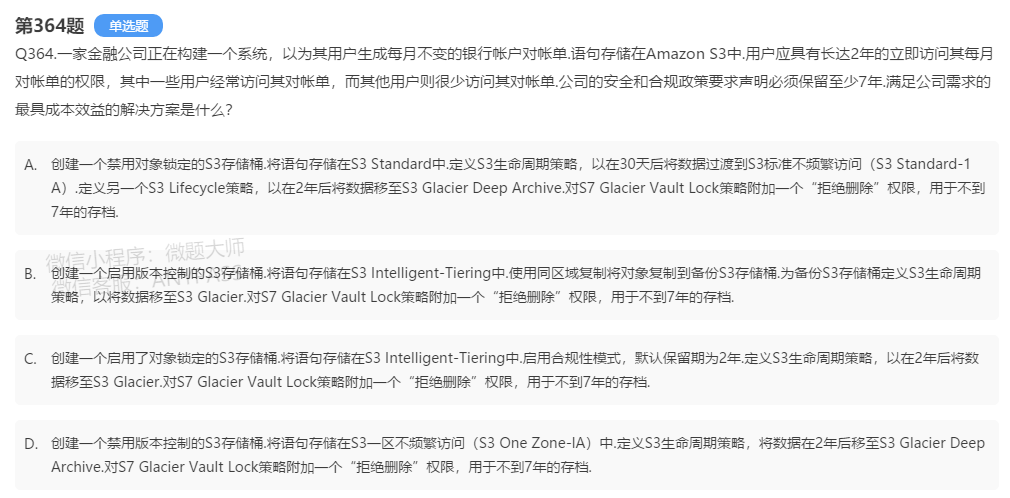 第364题 单选题
Q364.一家金融公司正在构建一个系统，以为其用户生成每月不变的银行帐户对帐单.语句存储在Amazon S3中.用户应具有长达2年的立即访问其每月
对帐单的权限，其中一些用户经常访问其对帐单，而其他用户则很少访问其对帐单.公司的安全和合规政策要求声明必须保留至少7年.满足公司需求的
最具成本效益的解决方案是什么?
A. 创建一个禁用对象锁定的S3存储桶.将语句存储在S3 Standard中.定义S3生命周期策略，以在30天后将数据过渡到S3标准不频繁访问（S3 Standard-1
A）.定义另一个S3 Lifecycle策略，以在2年后将数据移至S3 Glacier Deep Archive.对S7 Glacier Vault Lock策略附加一个“拒绝删除”权限，用于不到
7年的存档.
微信小程序：微题大师
B. 创建一个启用版本控制的S3存储桶.将语句存储在S3 Intelligent-Tiering中.使用同区域复制将对象复制到备份S3存储桶.为备份S3存储桶定义S3生命周期
策略，以将数据移至S3 Glacier.对S7 Glacier Vault Lock策略附加一个“拒绝删除”权限，用于不到7年的存档.
微信客服：
C. 创建一个启用了对象锁定的S3存储桶.将语句存储在S3 Intelligent-Tiering中.启用合规性模式，默认保留期为2年.定义S3生命周期策略，以在2年后将数
据移至S3 Glacier.对S7 Glacier Vault Lock策略附加一个“拒绝删除”权限，用于不到7年的存档.
D. 创建一个禁用版本控制的S3存储桶.将语句存储在S3一区不频繁访问（S3 One Zone-IA）中.定义S3生命周期策略，将数据在2年后移至S3 Glacier Deep
Archive.对S7 Glacier Vault Lock策略附加一个“拒绝删除”权限，用于不到7年的存档.